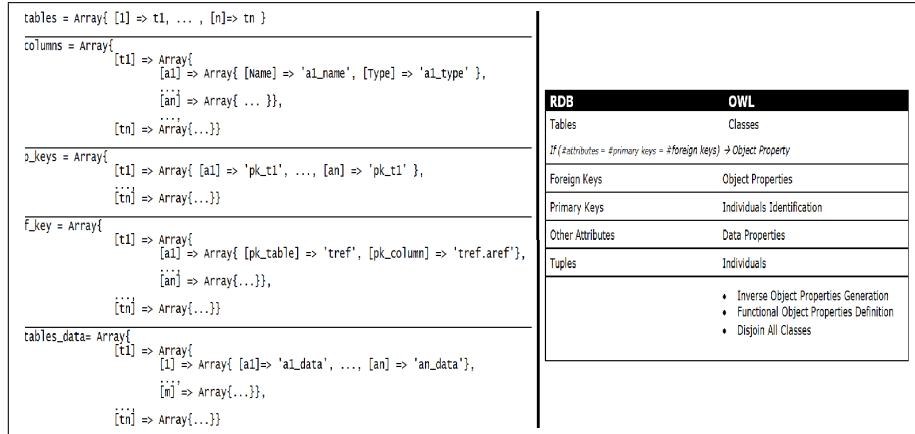 tables = Array{ [1] => t1, ... , [n]=> tn }
columns = Array{
[t1] => Array{
[a1] => Array{ [Name] => 'a1_name', [Type] => 'a1_type' },
...,
[an] => Array{ ... }},
...,
[tn] => Array{...}}
p_keys = Array{
[t1] => Array{ [a1] => 'pk_t1', ..., [an] => 'pk_t1' },
...,
[tn] => Array{...}}
f_key = Array{
[t1] => Array{
[a1] => Array{ [pk_table] => 'tref', [pk_column] => 'tref.aref'},
...,
[an] => Array{...}},
...,
[tn] => Array{...}}
tables_data= Array{
[t1] => Array{
[1] => Array{ [a1]=> 'a1_data', ..., [an] => 'an_data'},
...,
[m] => Array{...}},
...,
[tn] => Array{...}}
RDB OWL
Tables Classes
If (#attributes = #primary keys = #foreign keys) → Object Property
Foreign Keys Object Properties
Primary Keys Individuals Identification
Other Attributes Data Properties
Tuples Individuals
• Inverse Object Properties Generation
• Functional Object Properties Definition
• Disjoin All Classes